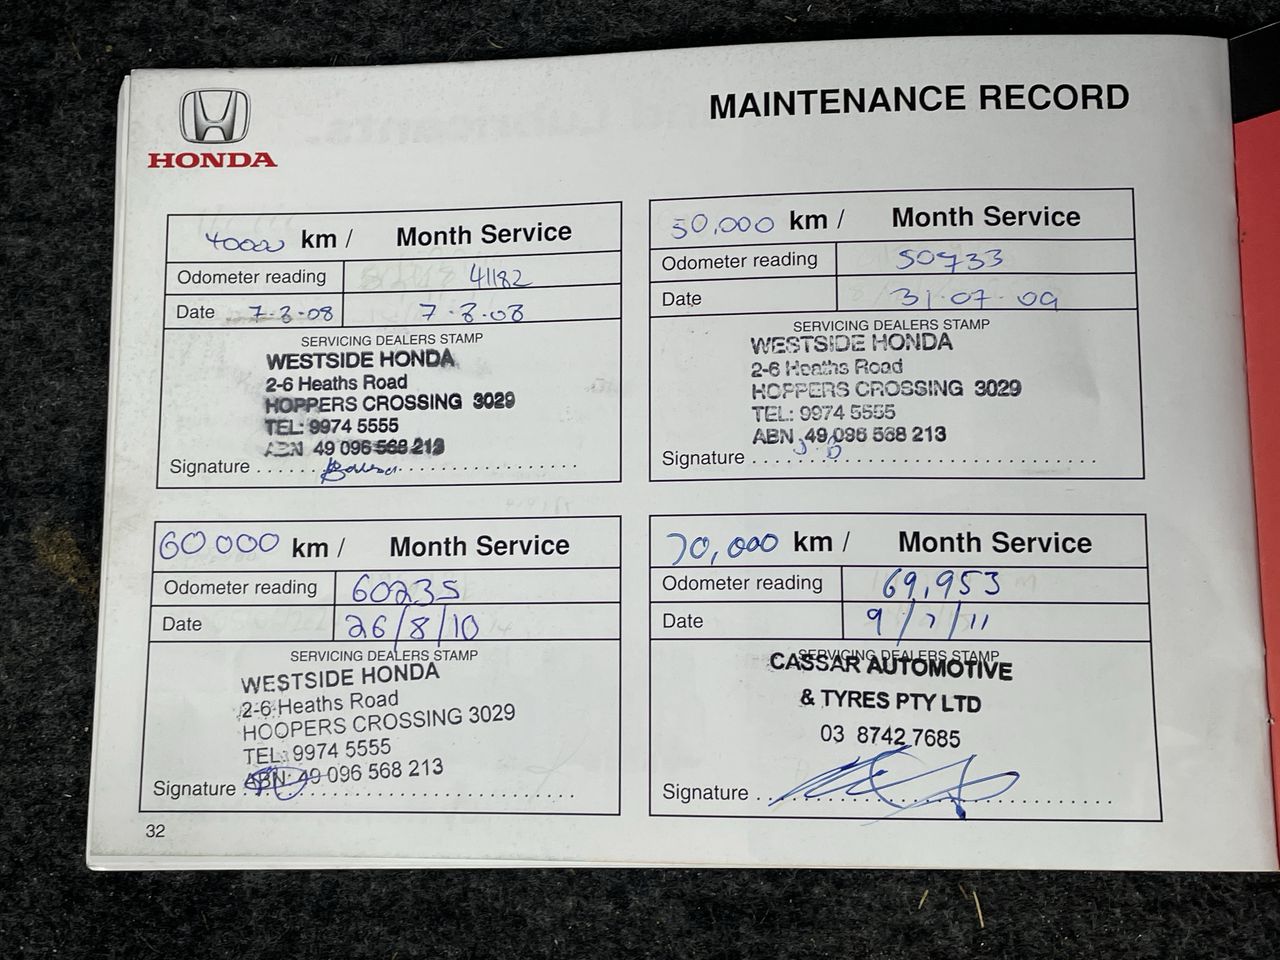 HONDA
MAINTENANCE RECORD
40000 km / Month Service
Odometer reading 41182
Date 7-8-08 7-8-08
SERVICING DEALERS STAMP
WESTSIDE HONDA
2-6 Heaths Road
HOPPERS CROSSING 3029
TEL: 9974 5555
ABN 49 096 568 213
Signature
50,000 km / Month Service
Odometer reading 50933
Date 31-07-09
SERVICING DEALERS STAMP
WESTSIDE HONDA
2-6 Heaths Road
HOPPERS CROSSING 3029
TEL: 9974 5555
ABN 49 096 568 213
Signature
60000 km / Month Service
Odometer reading 60235
Date 26/8/10
SERVICING DEALERS STAMP
WESTSIDE HONDA
2-6 Heaths Road
HOOPERS CROSSING 3029
TEL: 9974 5555
ABN: 49 096 568 213
Signature
70,000 km / Month Service
Odometer reading 69,953
Date 9/7/11
SERVICING DEALERS STAMP
CASSAR AUTOMOTIVE
& TYRES PTY LTD
03 8742 7685
Signature
32